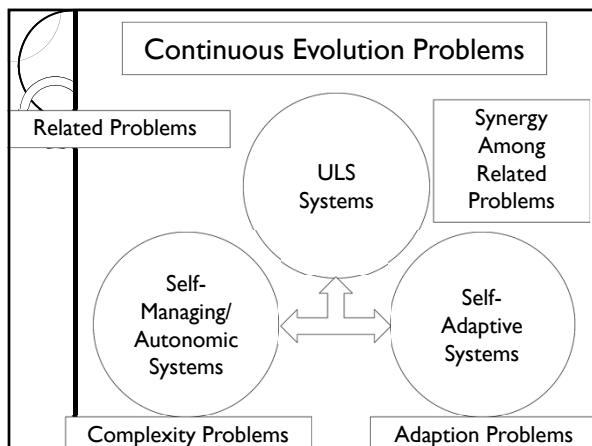 Continuous Evolution Problems
Related Problems
Synergy
Among
Related
Problems
ULS
Systems
Self-
Managing/
Autonomic
Systems
Self-
Adaptive
Systems
Complexity Problems
Adaption Problems